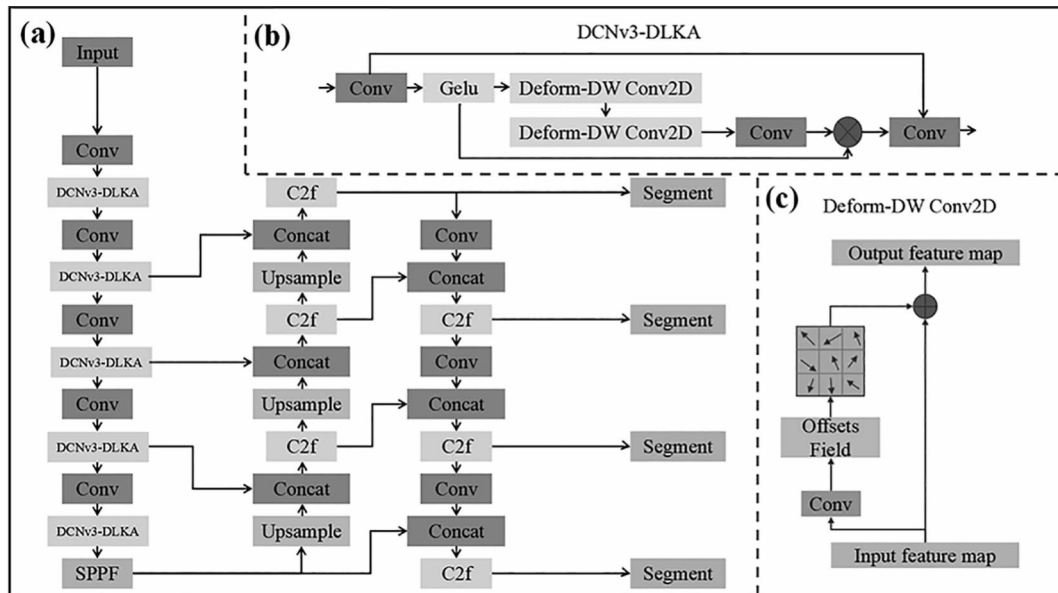 (a)
Input
Conv
DCNv3-DLKA
Conv
DCNv3-DLKA
Conv
DCNv3-DLKA
Conv
DCNv3-DLKA
Conv
DCNv3-DLKA
SPPF
C2f
Concat
Upsample
C2f
Concat
Upsample
C2f
Concat
Upsample
Conv
Concat
C2f
Conv
Concat
C2f
Conv
Concat
C2f
Segment
Segment
Segment
Segment
(b)
DCNv3-DLKA
Conv
Gelu
Deform-DW Conv2D
Deform-DW Conv2D
Conv
Conv
(c)
Deform-DW Conv2D
Output feature map
Offsets
Field
Conv
Input feature map